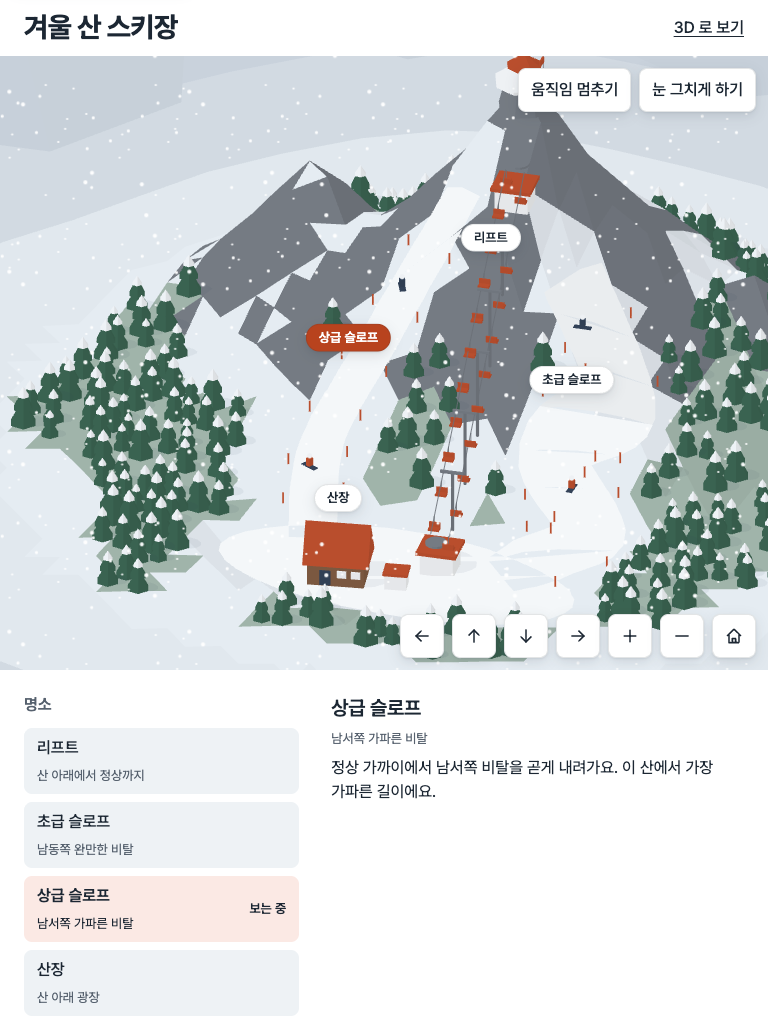 겨울 산 스키장
3D 로 보기
움직임 멈추기
눈 그치게 하기
리프트
상급 슬로프
초급 슬로프
산장
명소
리프트
산 아래에서 정상까지
초급 슬로프
남동쪽 완만한 비탈
상급 슬로프
남서쪽 가파른 비탈
보는 중
산장
산 아래 광장
상급 슬로프
남서쪽 가파른 비탈
정상 가까이에서 남서쪽 비탈을 곧게 내려가요. 이 산에서 가장
가파른 길이에요.